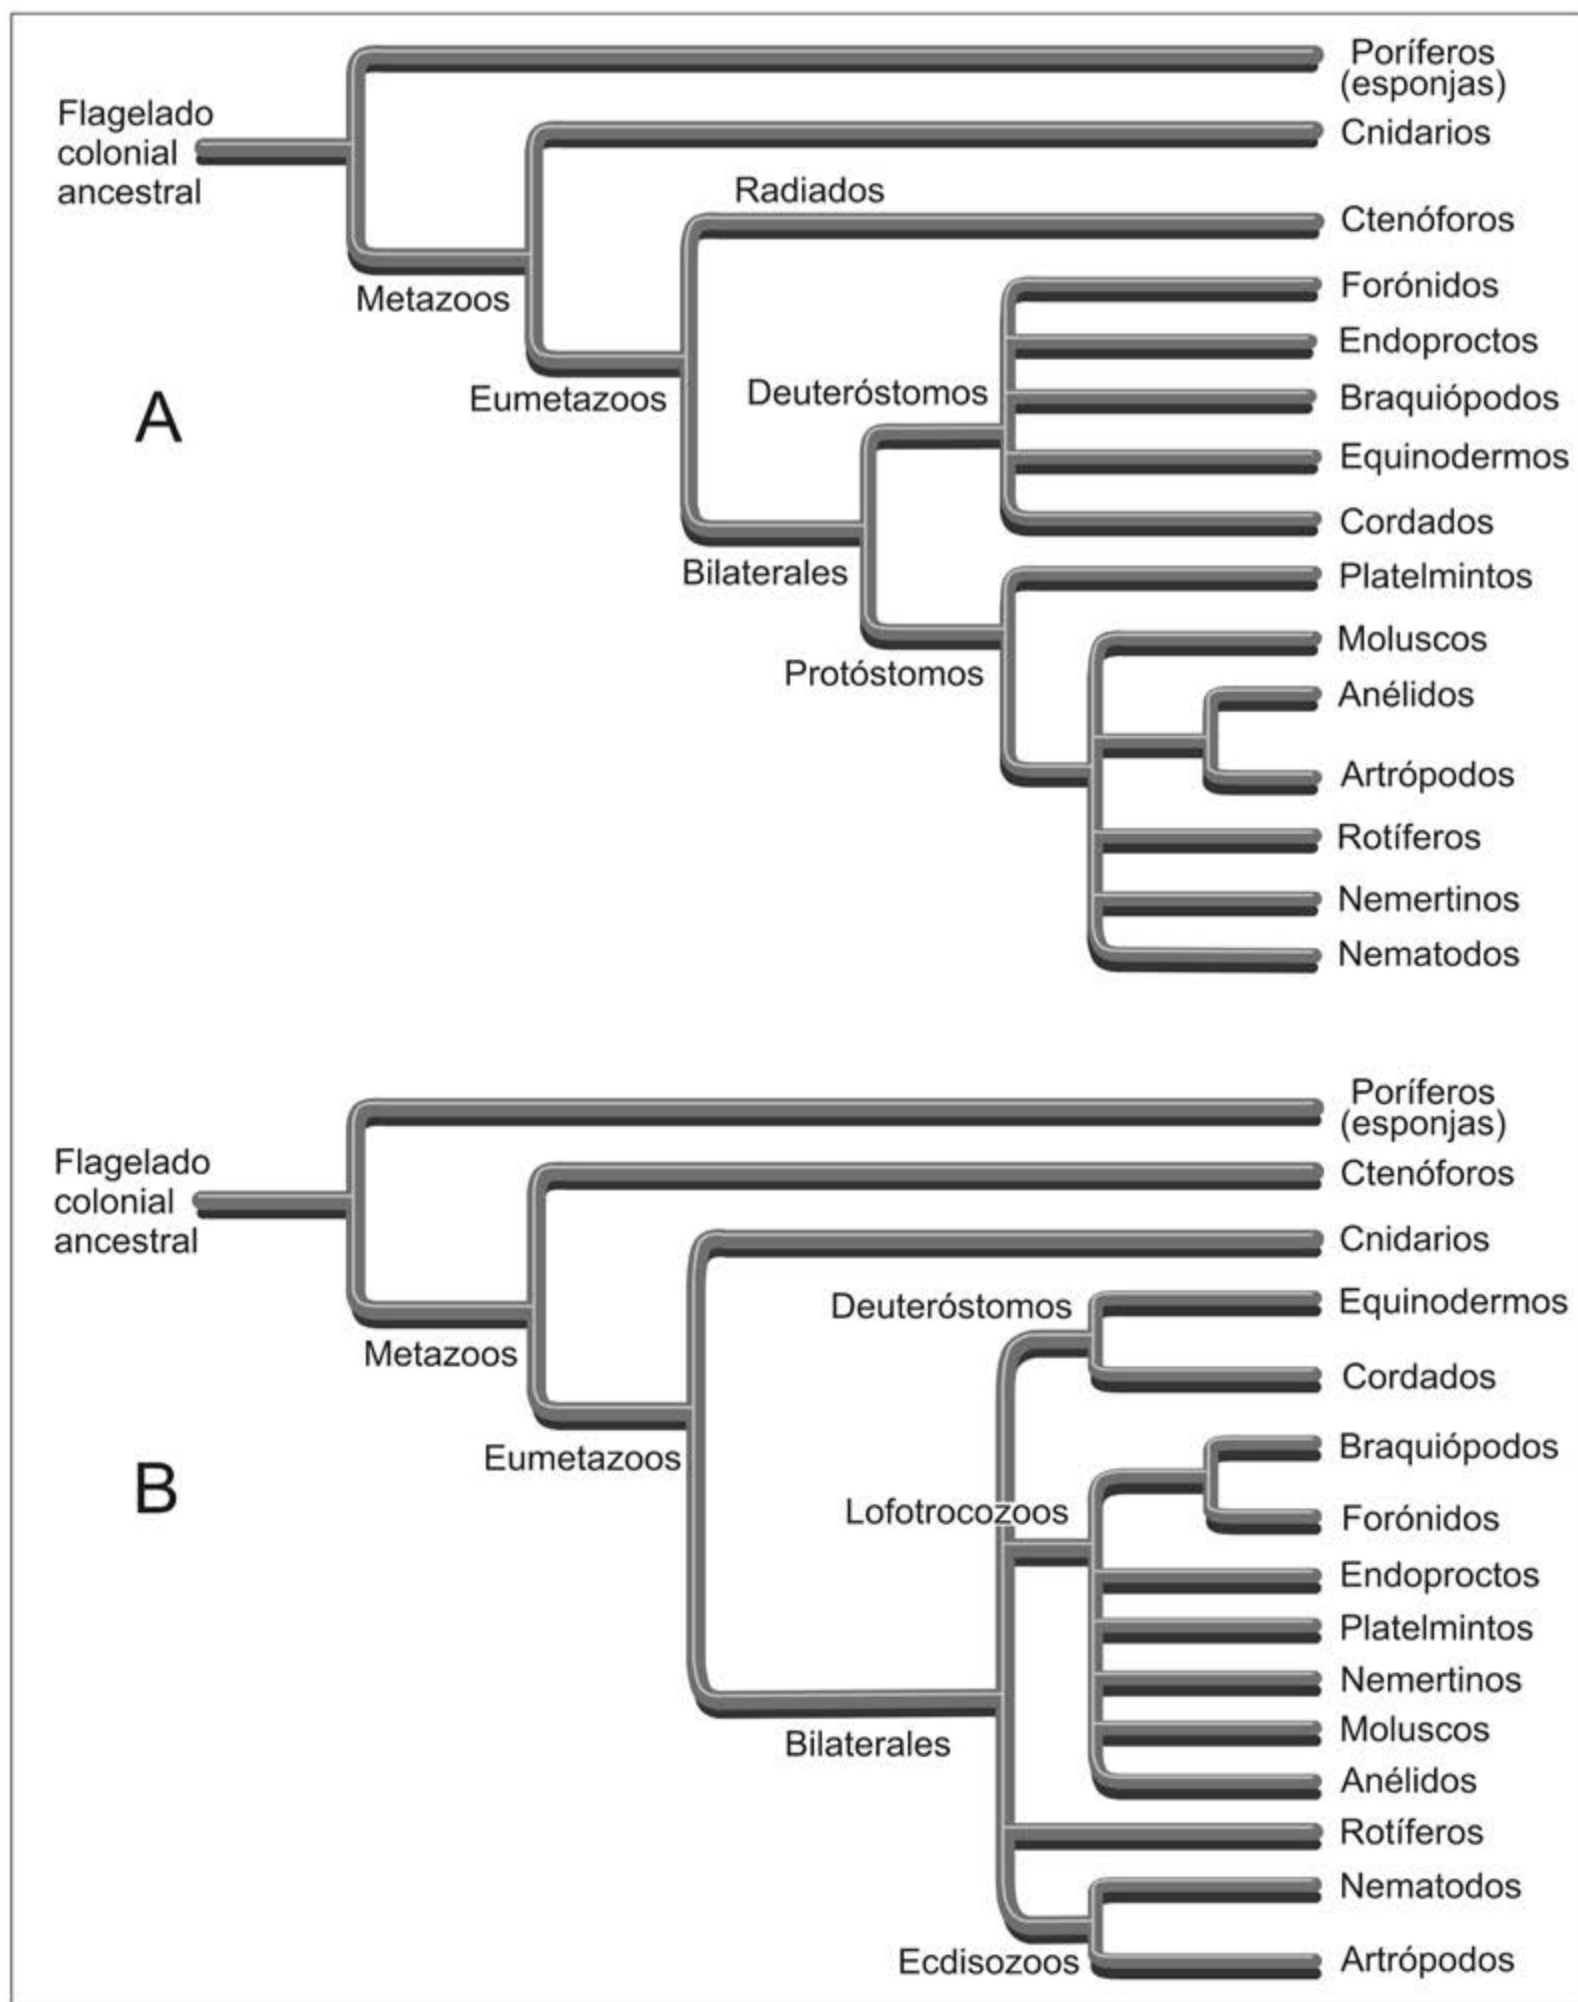 Poríferos
(esponjas)
Flagelado
colonial
ancestral
Cnidarios
Radiados
Ctenóforos
Metazoos
Forónidos
Endoproctos
Eumetazoos
Deuteróstomos
Braquiópodos
A
Equinodermos
Cordados
Bilaterales
Platelmintos
Moluscos
Protóstomos
Anélidos
Artrópodos
Rotíferos
Nemertinos
Nematodos
Poríferos
(esponjas)
Flagelado
colonial
ancestral
Ctenóforos
Cnidarios
Deuteróstomos
Equinodermos
Metazoos
Cordados
Eumetazoos
Braquiópodos
B
Lofotrocozoos
Forónidos
Endoproctos
Platelmintos
Nemertinos
Bilaterales
Moluscos
Anélidos
Rotíferos
Nematodos
Ecdisozoos
Artrópodos